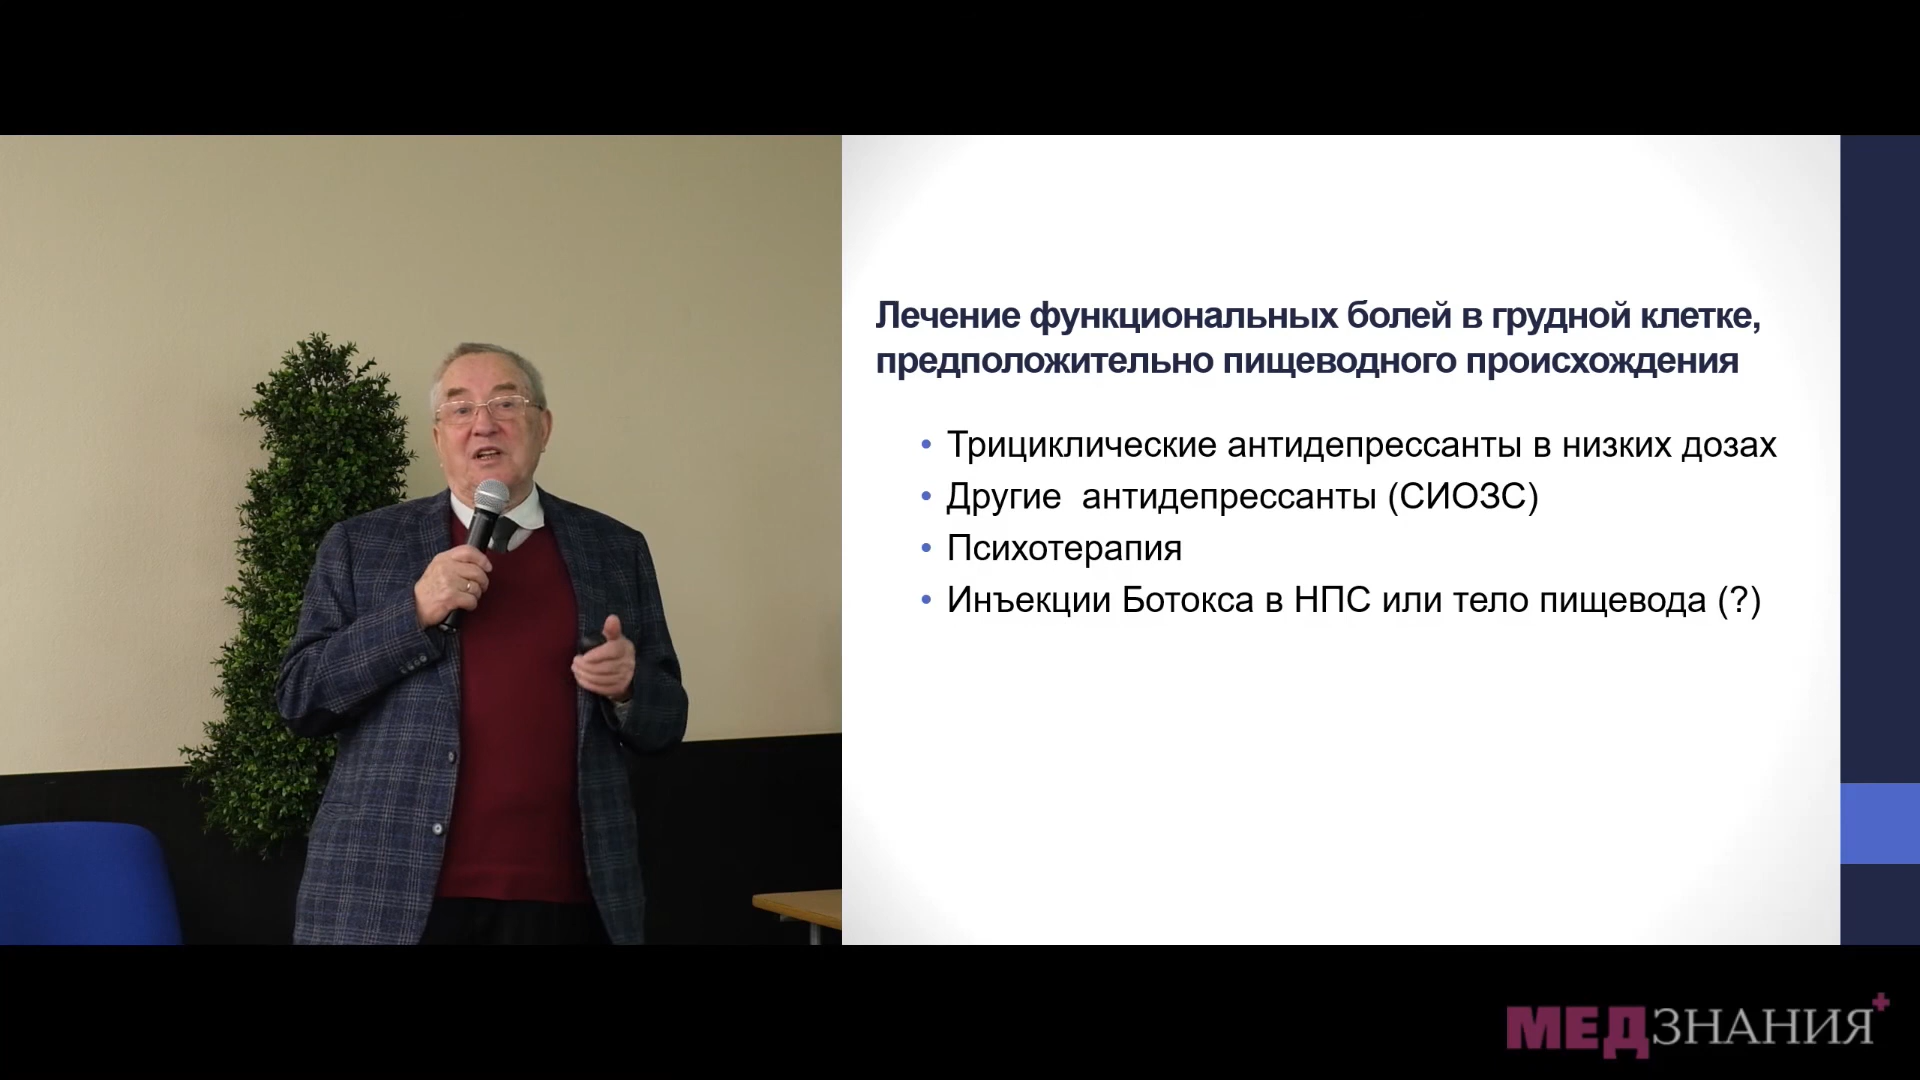 Лечение функциональных болей в грудной клетке,
предположительно пищеводного происхождения
• Трициклические антидепрессанты в низких дозах
• Другие антидепрессанты (СИОЗС)
• Психотерапия
• Инъекции Ботокса в НПС или тело пищевода (?)
МЕДЗНАНИЯ+